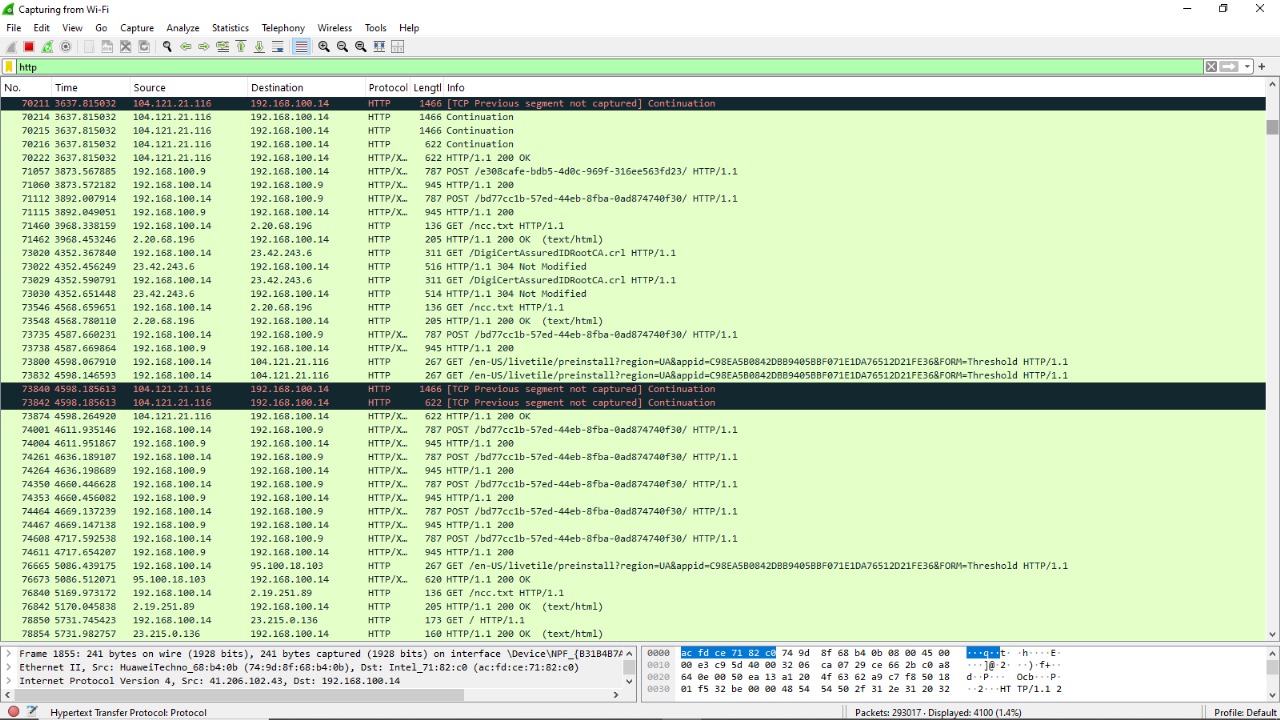 Capturing from Wi-Fi
File Edit View Go Capture Analyze Statistics Telephony Wireless Tools Help
http
No. Time Source Destination Protocol Lengtl Info
70211 3637.815032 104.121.21.116 192.168.100.14 HTTP 1466 [TCP Previous segment not captured] Continuation
70214 3637.815032 104.121.21.116 192.168.100.14 HTTP 1466 Continuation
70215 3637.815032 104.121.21.116 192.168.100.14 HTTP 1466 Continuation
70216 3637.815032 104.121.21.116 192.168.100.14 HTTP 622 Continuation
70222 3637.815032 104.121.21.116 192.168.100.14 HTTP/X… 622 HTTP/1.1 200 OK
71057 3873.567885 192.168.100.9 192.168.100.14 HTTP/X… 787 POST /e308cafe-bdb5-4d0c-969f-316ee563fd23/ HTTP/1.1
71060 3873.572182 192.168.100.14 192.168.100.9 HTTP/X… 945 HTTP/1.1 200
71112 3892.007914 192.168.100.14 192.168.100.9 HTTP/X… 787 POST /bd77cc1b-57ed-44eb-8fba-0ad874740f30/ HTTP/1.1
71115 3892.049051 192.168.100.9 192.168.100.14 HTTP/X… 945 HTTP/1.1 200
71460 3968.338159 192.168.100.14 2.20.68.196 HTTP 136 GET /ncc.txt HTTP/1.1
71462 3968.453246 2.20.68.196 192.168.100.14 HTTP 205 HTTP/1.1 200 OK (text/html)
73020 4352.367840 192.168.100.14 23.42.243.6 HTTP 311 GET /DigiCertAssuredIDRootCA.crl HTTP/1.1
73022 4352.456249 23.42.243.6 192.168.100.14 HTTP 516 HTTP/1.1 304 Not Modified
73029 4352.590791 192.168.100.14 23.42.243.6 HTTP 311 GET /DigiCertAssuredIDRootCA.crl HTTP/1.1
73030 4352.651448 23.42.243.6 192.168.100.14 HTTP 514 HTTP/1.1 304 Not Modified
73546 4568.659651 192.168.100.14 2.20.68.196 HTTP 136 GET /ncc.txt HTTP/1.1
73548 4568.780110 2.20.68.196 192.168.100.14 HTTP 205 HTTP/1.1 200 OK (text/html)
73735 4587.660231 192.168.100.14 192.168.100.9 HTTP/X… 787 POST /bd77cc1b-57ed-44eb-8fba-0ad874740f30/ HTTP/1.1
73738 4587.669864 192.168.100.9 192.168.100.14 HTTP/X… 945 HTTP/1.1 200
73800 4598.067910 192.168.100.14 104.121.21.116 HTTP 267 GET /en-US/livetile/preinstall?region=UA&appid=C98EA5B0842DBB9405BBF071E1DA76512D21FE36&FORM=Threshold HTTP/1.1
73832 4598.146593 192.168.100.14 104.121.21.116 HTTP 267 GET /en-US/livetile/preinstall?region=UA&appid=C98EA5B0842DBB9405BBF071E1DA76512D21FE36&FORM=Threshold HTTP/1.1
73840 4598.185613 104.121.21.116 192.168.100.14 HTTP 1466 [TCP Previous segment not captured] Continuation
73842 4598.185613 104.121.21.116 192.168.100.14 HTTP 622 [TCP Previous segment not captured] Continuation
73874 4598.264920 104.121.21.116 192.168.100.14 HTTP/X… 622 HTTP/1.1 200 OK
74001 4611.935146 192.168.100.14 192.168.100.9 HTTP/X… 787 POST /bd77cc1b-57ed-44eb-8fba-0ad874740f30/ HTTP/1.1
74004 4611.951867 192.168.100.9 192.168.100.14 HTTP/X… 945 HTTP/1.1 200
74261 4636.189107 192.168.100.14 192.168.100.9 HTTP/X… 787 POST /bd77cc1b-57ed-44eb-8fba-0ad874740f30/ HTTP/1.1
74264 4636.198689 192.168.100.9 192.168.100.14 HTTP/X… 945 HTTP/1.1 200
74350 4660.446628 192.168.100.14 192.168.100.9 HTTP/X… 787 POST /bd77cc1b-57ed-44eb-8fba-0ad874740f30/ HTTP/1.1
74353 4660.456082 192.168.100.9 192.168.100.14 HTTP/X… 945 HTTP/1.1 200
74464 4669.137239 192.168.100.14 192.168.100.9 HTTP/X… 787 POST /bd77cc1b-57ed-44eb-8fba-0ad874740f30/ HTTP/1.1
74467 4669.147138 192.168.100.9 192.168.100.14 HTTP/X… 945 HTTP/1.1 200
74608 4717.592538 192.168.100.14 192.168.100.9 HTTP/X… 787 POST /bd77cc1b-57ed-44eb-8fba-0ad874740f30/ HTTP/1.1
74611 4717.654207 192.168.100.9 192.168.100.14 HTTP/X… 945 HTTP/1.1 200
76665 5086.439175 192.168.100.14 95.100.18.103 HTTP 267 GET /en-US/livetile/preinstall?region=UA&appid=C98EA5B0842DBB9405BBF071E1DA76512D21FE36&FORM=Threshold HTTP/1.1
76673 5086.512071 95.100.18.103 192.168.100.14 HTTP/X… 620 HTTP/1.1 200 OK
76840 5169.973172 192.168.100.14 2.19.251.89 HTTP 136 GET /ncc.txt HTTP/1.1
76842 5170.045838 2.19.251.89 192.168.100.14 HTTP 205 HTTP/1.1 200 OK (text/html)
78850 5731.745423 192.168.100.14 23.215.0.136 HTTP 173 GET / HTTP/1.1
78854 5731.982757 23.215.0.136 192.168.100.14 HTTP 160 HTTP/1.1 200 OK (text/html)
Frame 1855: 241 bytes on wire (1928 bits), 241 bytes captured (1928 bits) on interface \Device\NPF_{B31B4B7A
Ethernet II, Src: HuaweiTechno_68:b4:0b (74:9d:8f:68:b4:0b), Dst: Intel_71:82:c0 (ac:fd:ce:71:82:c0)
Internet Protocol Version 4, Src: 41.206.102.43, Dst: 192.168.100.14
0000 ac fd ce 71 82 c0 74 9d 8f 68 b4 0b 08 00 45 00 ···q··t· ·h····E·
0010 00 e3 c9 5d 40 00 32 06 ca 07 29 ce 66 2b c0 a8 ···]@·2· ··)·f+··
0020 64 0e 00 50 ea 13 a1 20 4f 63 62 a9 c7 f8 50 18 d··P··· Ocb···P·
0030 01 f5 32 be 00 00 48 54 54 50 2f 31 2e 31 20 32 ··2···HT TP/1.1 2
Hypertext Transfer Protocol: Protocol
Packets: 293017 · Displayed: 4100 (1.4%)
Profile: Default